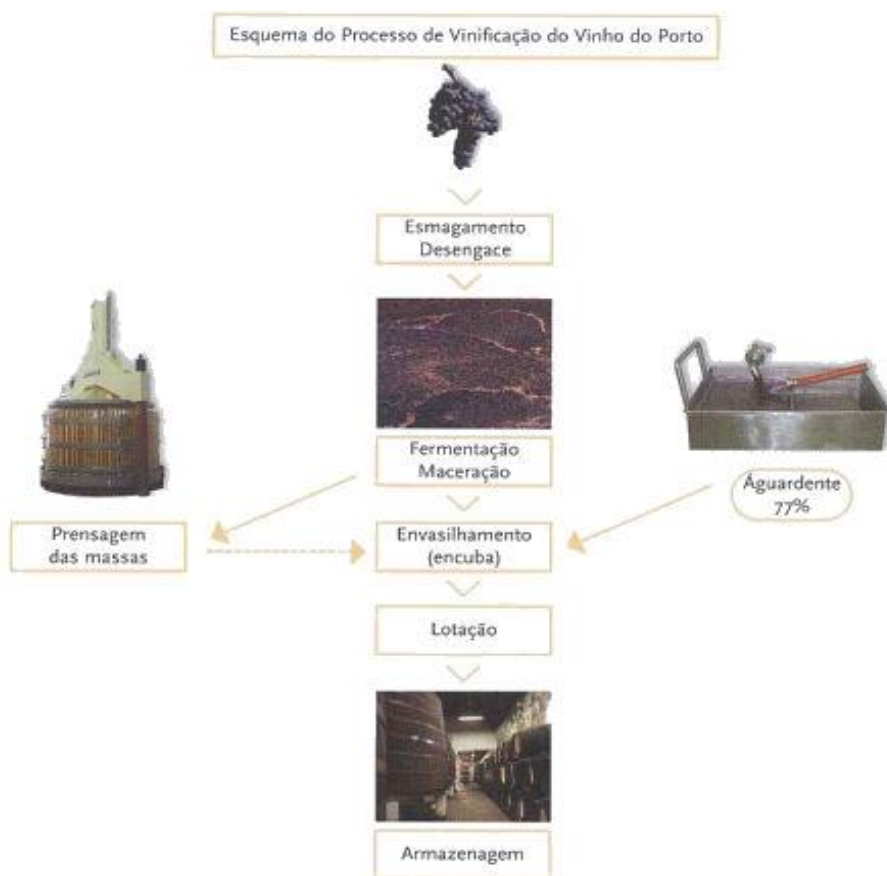 Esquema do Processo de Vinificação do Vinho do Porto
Esmagamento
Desengace
Fermentação
Maceração
Águardente
77%
Prensagem
das massas
Envasilhamento
(encuba)
Lotação
Armazenagem